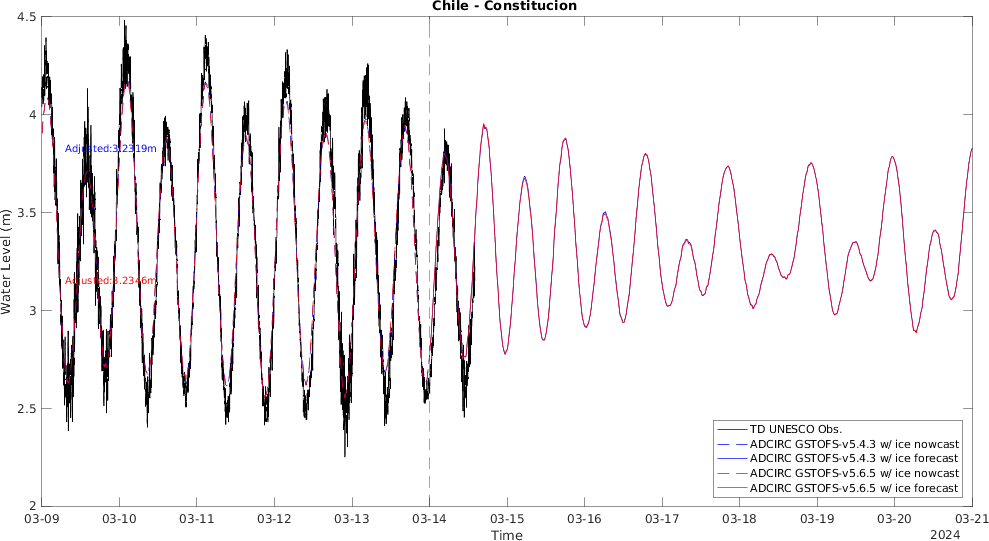 Chile - Constitucion
4.5
4
3.5
3
2.5
2
Water Level (m)
Adjusted:3.2319m
Adjusted:3.2346m
TD UNESCO Obs.
ADCIRC GSTOFS-v5.4.3 w/ ice nowcast
ADCIRC GSTOFS-v5.4.3 w/ ice forecast
ADCIRC GSTOFS-v5.6.5 w/ ice nowcast
ADCIRC GSTOFS-v5.6.5 w/ ice forecast
03-09 03-10 03-11 03-12 03-13 03-14 03-15 03-16 03-17 03-18 03-19 03-20 03-21
Time
2024